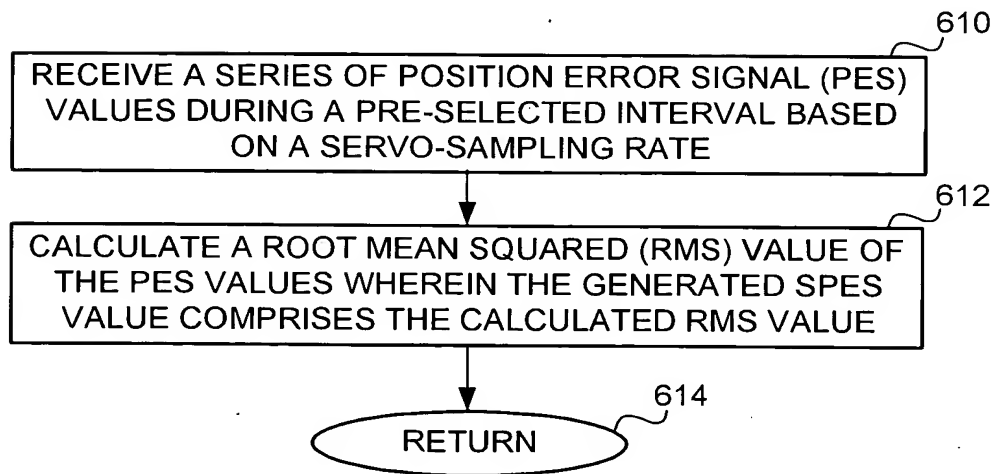 610
RECEIVE A SERIES OF POSITION ERROR SIGNAL (PES)
VALUES DURING A PRE-SELECTED INTERVAL BASED
ON A SERVO-SAMPLING RATE
612
CALCULATE A ROOT MEAN SQUARED (RMS) VALUE OF
THE PES VALUES WHEREIN THE GENERATED SPES
VALUE COMPRISES THE CALCULATED RMS VALUE
614
RETURN